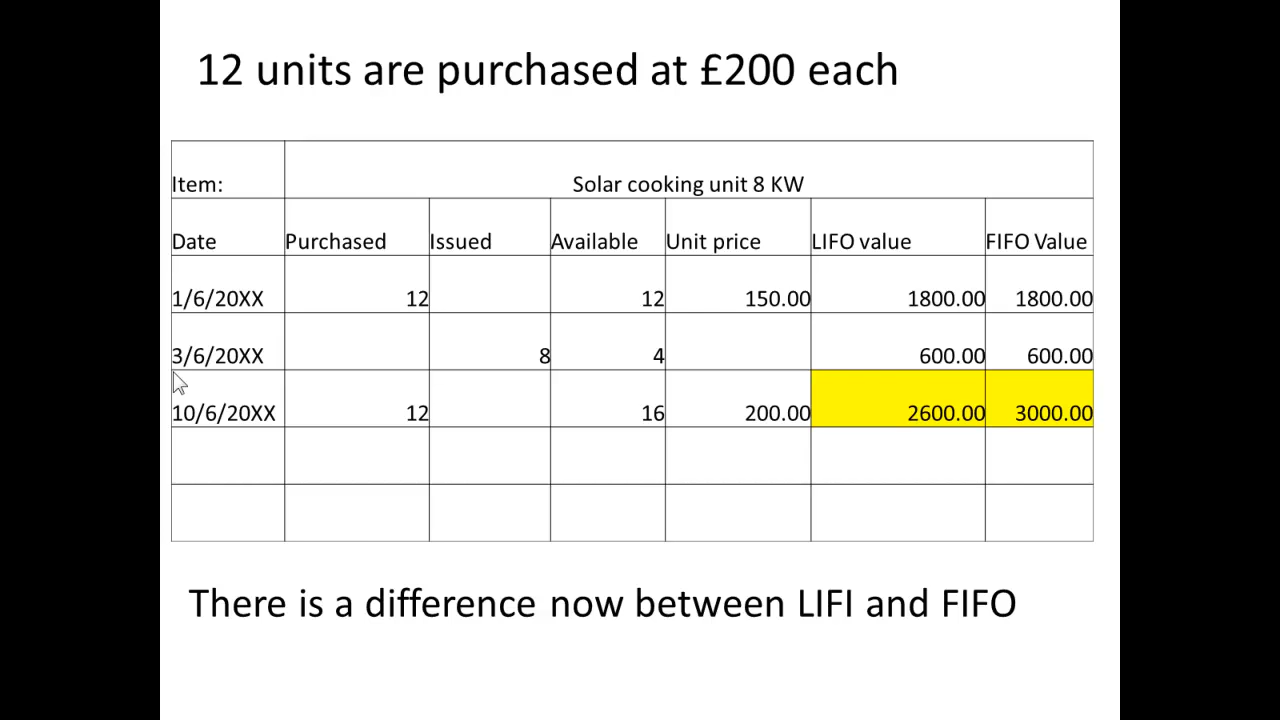 12 units are purchased at £200 each
Item: Solar cooking unit 8 KW
Date Purchased Issued Available Unit price LIFO value FIFO Value
1/6/20XX 12 12 150.00 1800.00 1800.00
3/6/20XX 8 4 600.00 600.00
10/6/20XX 12 16 200.00 2600.00 3000.00
There is a difference now between LIFI and FIFO